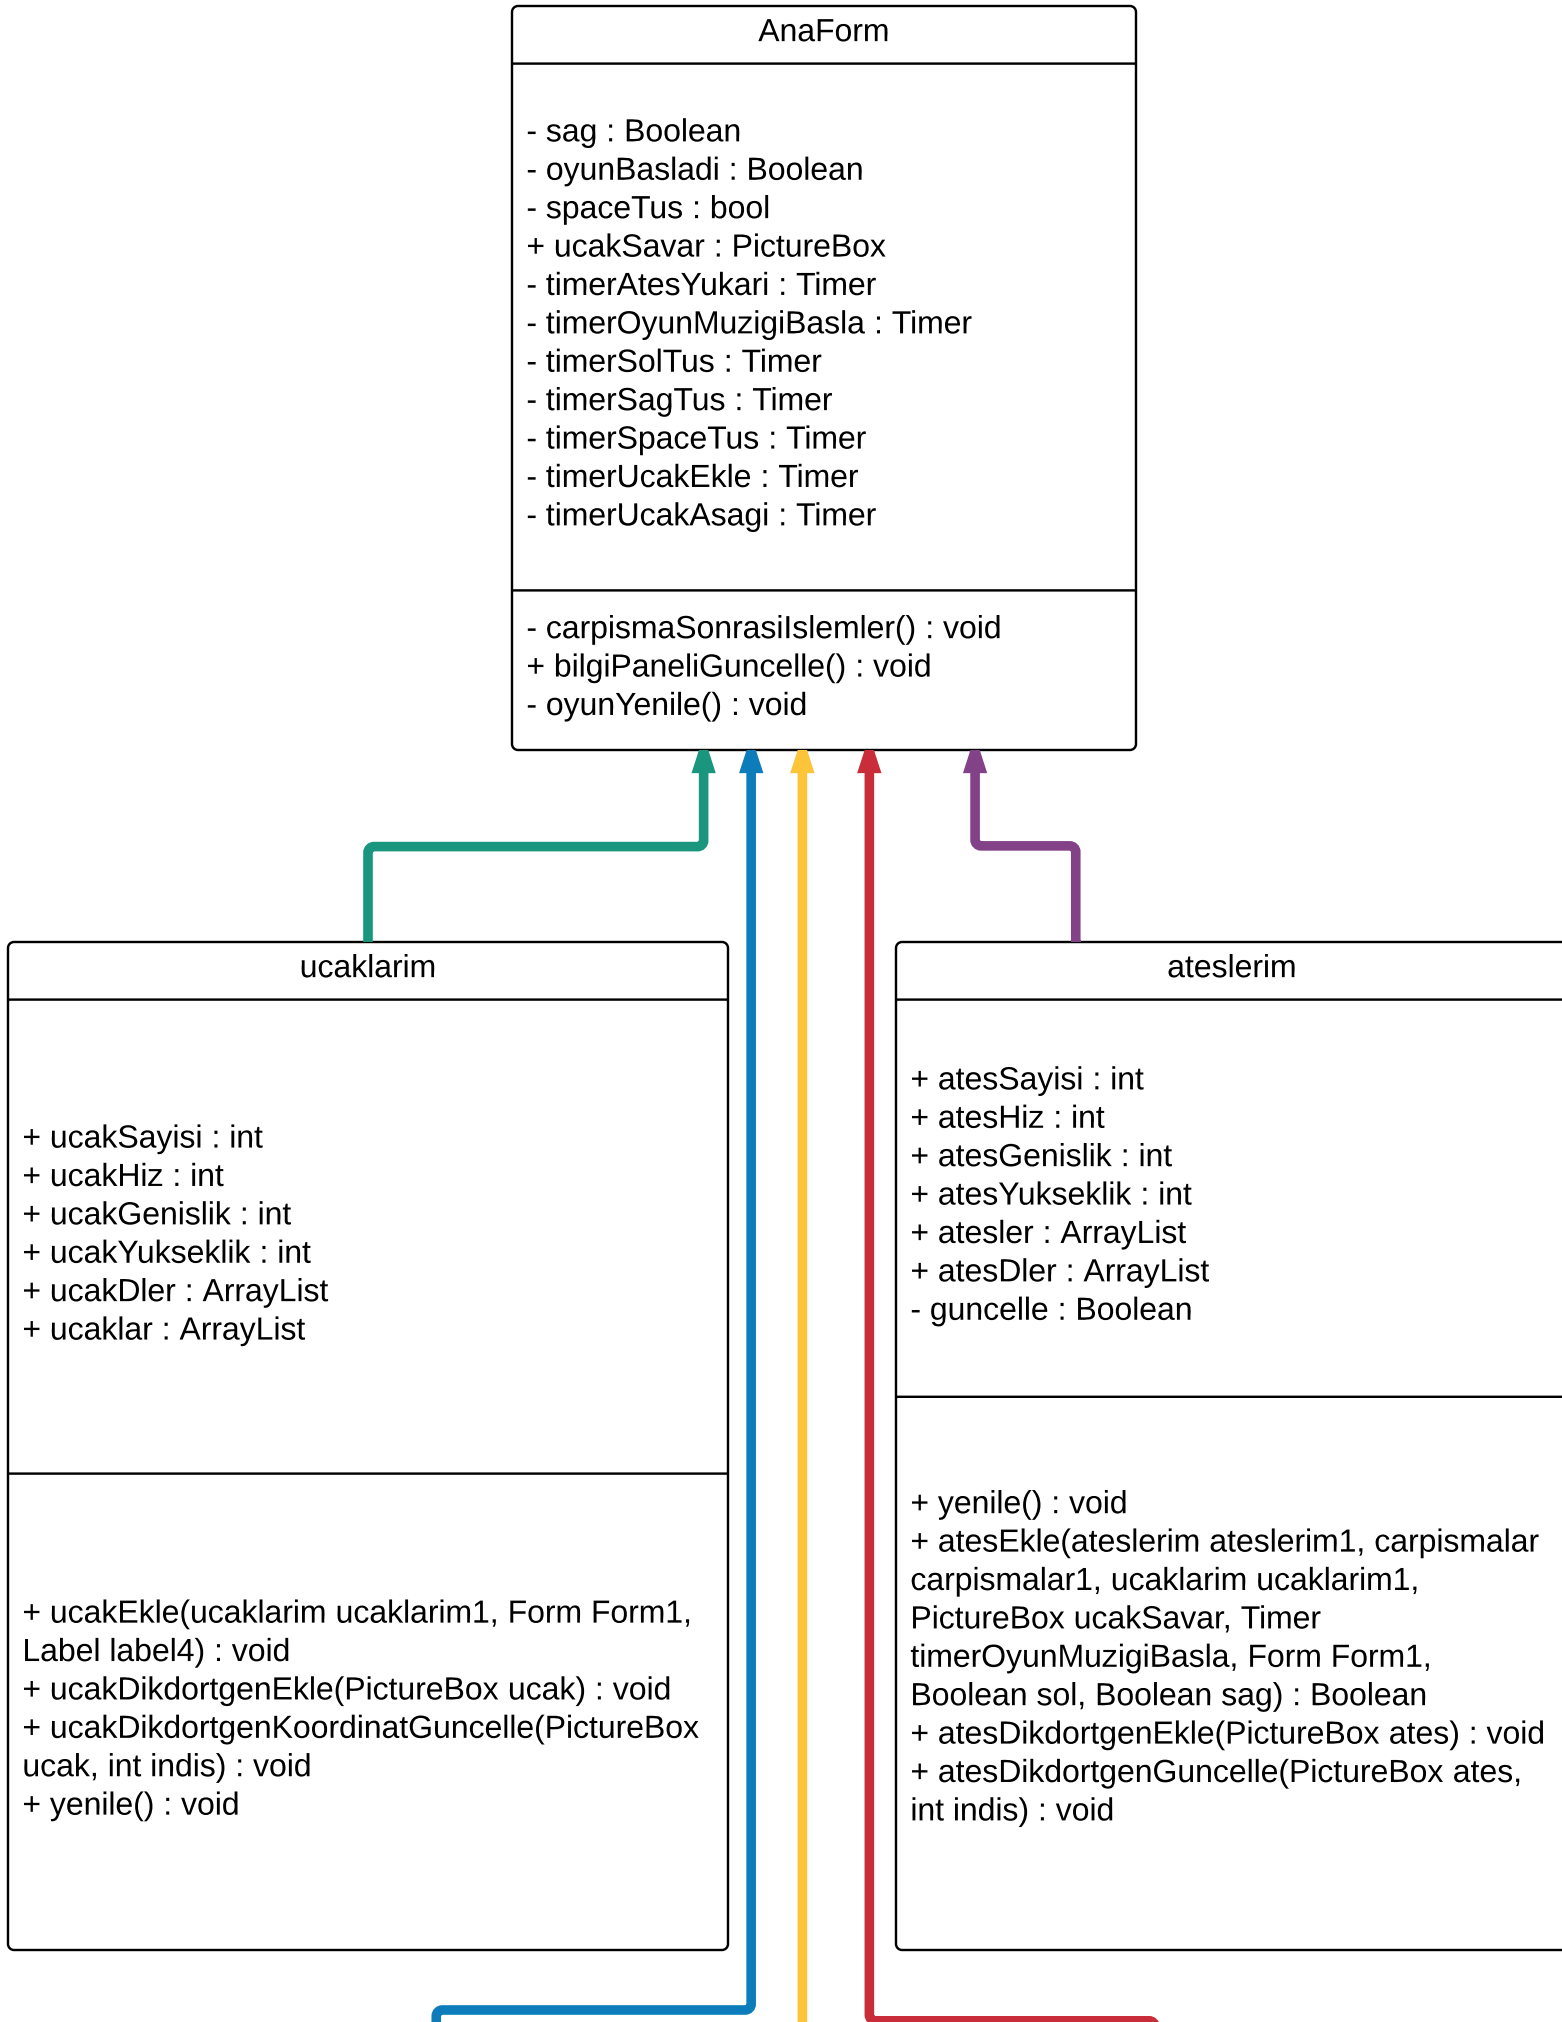 AnaForm
- sag : Boolean
- oyunBasladi : Boolean
- spaceTus : bool
+ ucakSavar : PictureBox
- timerAtesYukari : Timer
- timerOyunMuzigiBasla : Timer
- timerSolTus : Timer
- timerSagTus : Timer
- timerSpaceTus : Timer
- timerUcakEkle : Timer
- timerUcakAsagi : Timer
- carpismaSonrasiIslemler() : void
+ bilgiPaneliGuncelle() : void
- oyunYenile() : void
ucaklarim
+ ucakSayisi : int
+ ucakHiz : int
+ ucakGenislik : int
+ ucakYukseklik : int
+ ucakDler : ArrayList
+ ucaklar : ArrayList
+ ucakEkle(ucaklarim ucaklarim1, Form Form1,
Label label4) : void
+ ucakDikdortgenEkle(PictureBox ucak) : void
+ ucakDikdortgenKoordinatGuncelle(PictureBox
ucak, int indis) : void
+ yenile() : void
ateslerim
+ atesSayisi : int
+ atesHiz : int
+ atesGenislik : int
+ atesYukseklik : int
+ atesler : ArrayList
+ atesDler : ArrayList
- guncelle : Boolean
+ yenile() : void
+ atesEkle(ateslerim ateslerim1, carpismalar
carpismalar1, ucaklarim ucaklarim1,
PictureBox ucakSavar, Timer
timerOyunMuzigiBasla, Form Form1,
Boolean sol, Boolean sag) : Boolean
+ atesDikdortgenEkle(PictureBox ates) : void
+ atesDikdortgenGuncelle(PictureBox ates,
int indis) : void